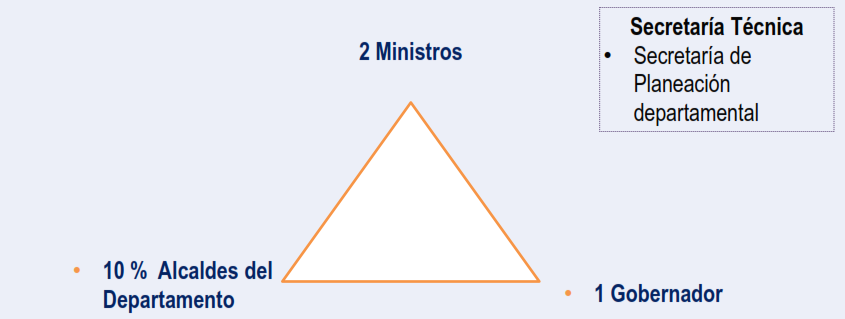 Secretaría Técnica
• Secretaría de
Planeación
departamental
2 Ministros
• 10 % Alcaldes del
Departamento
• 1 Gobernador